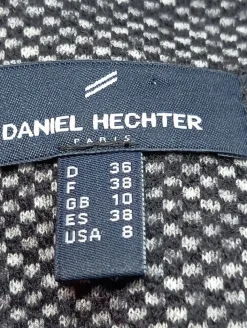 DANIEL HECHTER
PARIS
D 36
F 38
GB 10
ES 38
USA 8